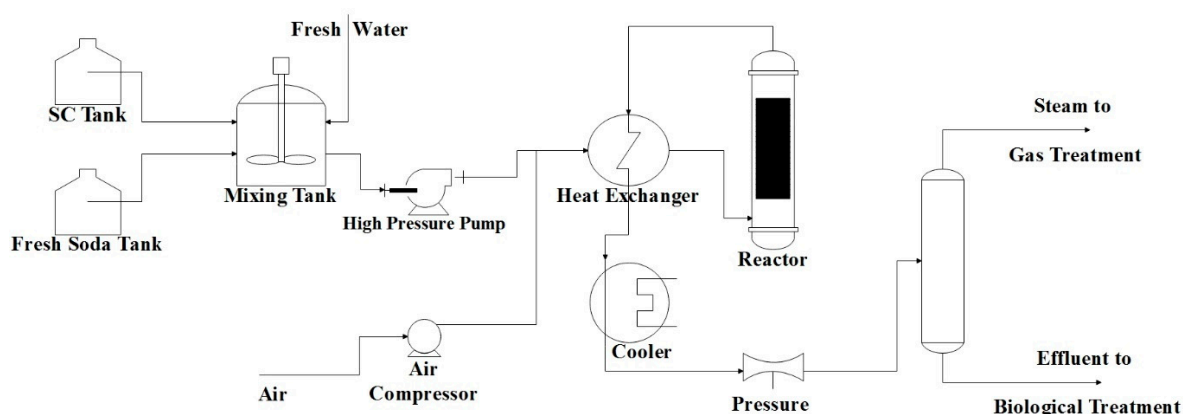 Fresh Water
SC Tank
Fresh Soda Tank
Mixing Tank
High Pressure Pump
Air
Air
Compressor
Heat Exchanger
Reactor
Cooler
Pressure
Steam to
Gas Treatment
Effluent to
Biological Treatment